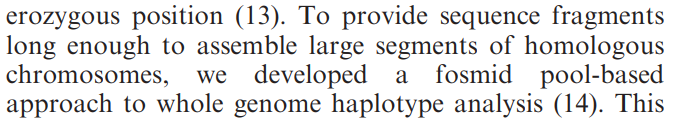 erozygous position (13). To provide sequence fragments
long enough to assemble large segments of homologous
chromosomes, we developed a fosmid pool-based
approach to whole genome haplotype analysis (14). This